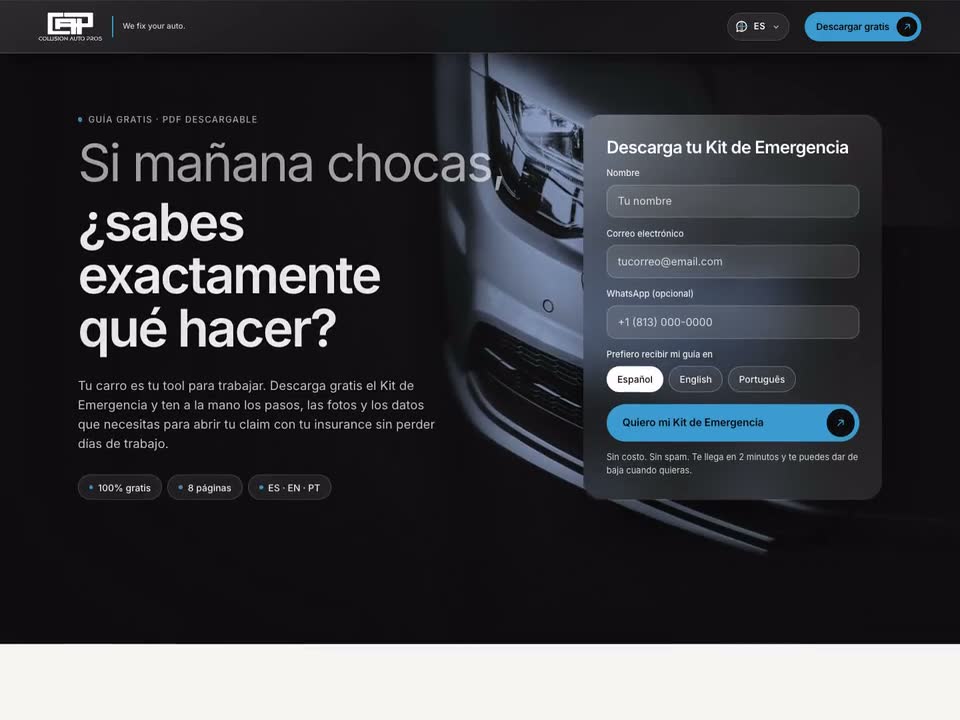 CAP
COLLISION AUTO PROS
We fix your auto.
ES
Descargar gratis
GUÍA GRATIS · PDF DESCARGABLE
Si mañana chocas,
¿sabes
exactamente
qué hacer?
Tu carro es tu tool para trabajar. Descarga gratis el Kit de
Emergencia y ten a la mano los pasos, las fotos y los datos
que necesitas para abrir tu claim con tu insurance sin perder
días de trabajo.
100% gratis
8 páginas
ES · EN · PT
Descarga tu Kit de Emergencia
Nombre
Tu nombre
Correo electrónico
tucorreo@email.com
WhatsApp (opcional)
+1 (813) 000-0000
Prefiero recibir mi guía en
Español
English
Português
Quiero mi Kit de Emergencia
Sin costo. Sin spam. Te llega en 2 minutos y te puedes dar de
baja cuando quieras.